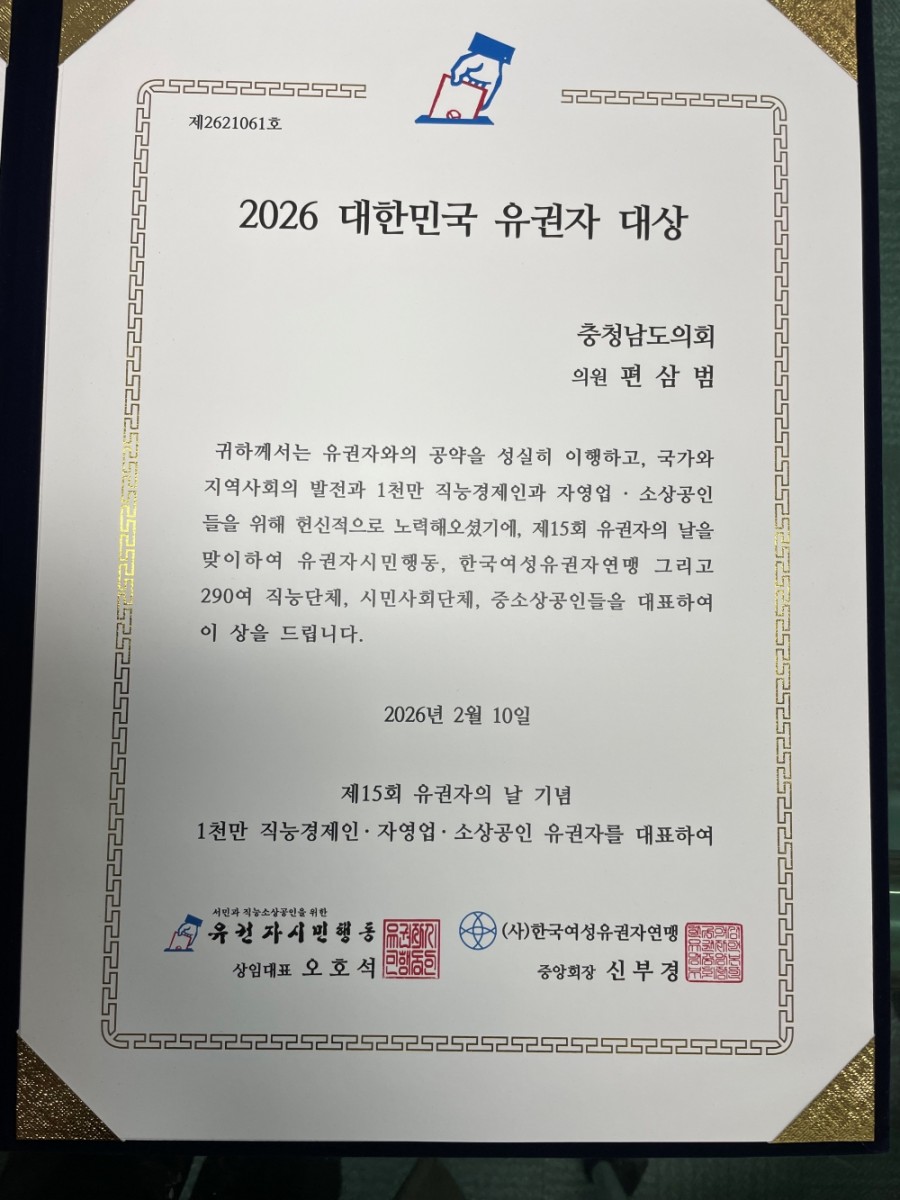 제2621061호
2026 대한민국 유권자 대상
충청남도의회
의원 편 삼 범
귀하께서는 유권자와의 공약을 성실히 이행하고, 국가와
지역사회의 발전과 1천만 직능경제인과 자영업 · 소상공인
들을 위해 헌신적으로 노력해오셨기에, 제15회 유권자의 날을
맞이하여 유권자시민행동, 한국여성유권자연맹 그리고
290여 직능단체, 시민사회단체, 중소상공인들을 대표하여
이 상을 드립니다.
2026년 2월 10일
제15회 유권자의 날 기념
1천만 직능경제인 · 자영업 · 소상공인 유권자를 대표하여
서민과 직능소상공인을 위한
유권자시민행동
상임대표 오호석
(사)한국여성유권자연맹
중앙회장 신부경